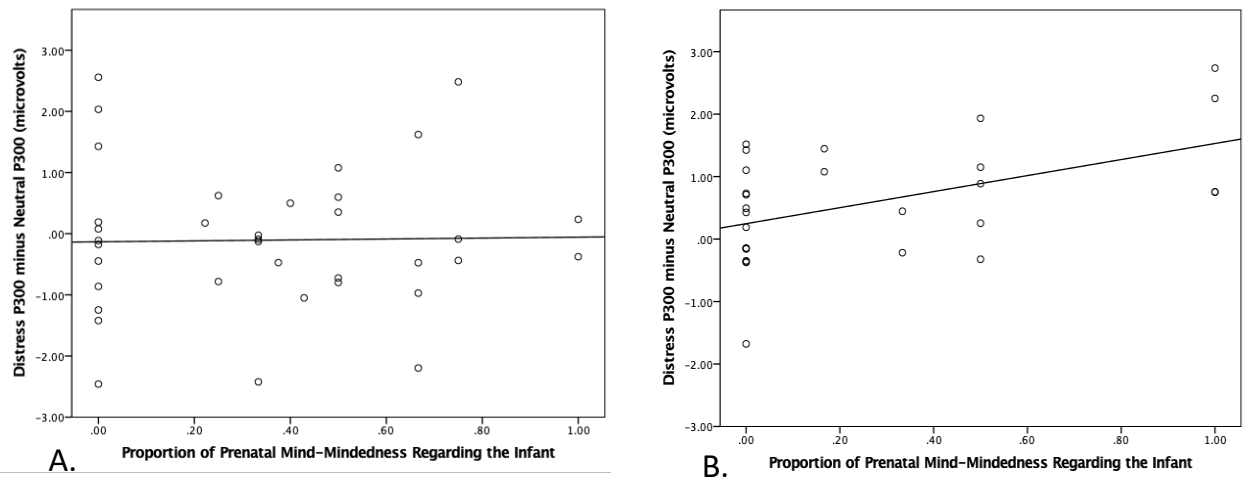 Distress P300 minus Neutral P300 (microvolts)
3.00
2.00
1.00
.00
-1.00
-2.00
-3.00
.00 .20 .40 .60 .80 1.00
Proportion of Prenatal Mind-Mindedness Regarding the Infant
A.
Distress P300 minus Neutral P300 (microvolts)
3.00
2.00
1.00
.00
-1.00
-2.00
-3.00
.00 .20 .40 .60 .80 1.00
Proportion of Prenatal Mind-Mindedness Regarding the Infant
B.